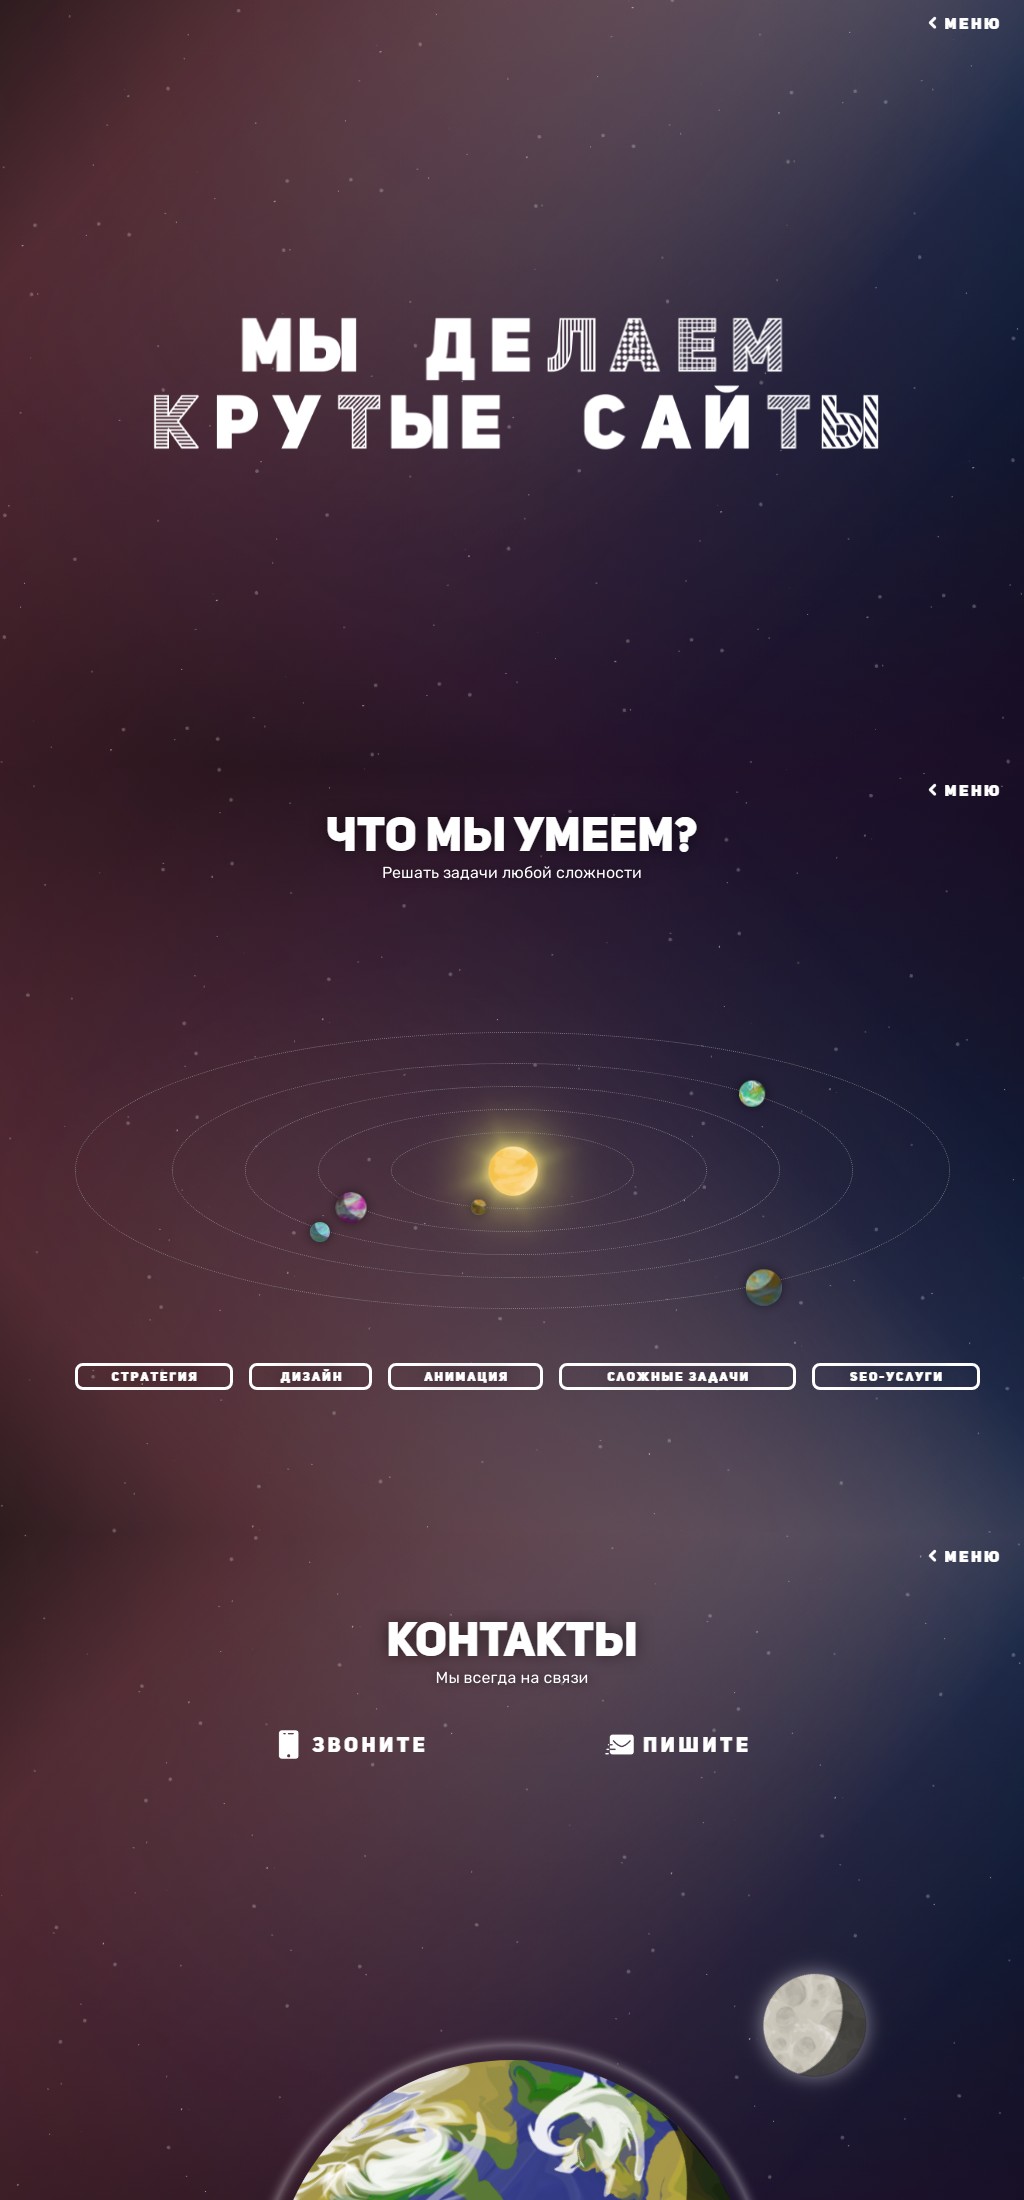 МЕНЮ
МЫ ДЕЛАЕМ
КРУТЫЕ САЙТЫ
МЕНЮ
ЧТО МЫ УМЕЕМ?
Решать задачи любой сложности
СТРАТЕГИЯ
ДИЗАЙН
АНИМАЦИЯ
СЛОЖНЫЕ ЗАДАЧИ
SEO-УСЛУГИ
МЕНЮ
КОНТАКТЫ
Мы всегда на связи
ЗВОНИТЕ
ПИШИТЕ